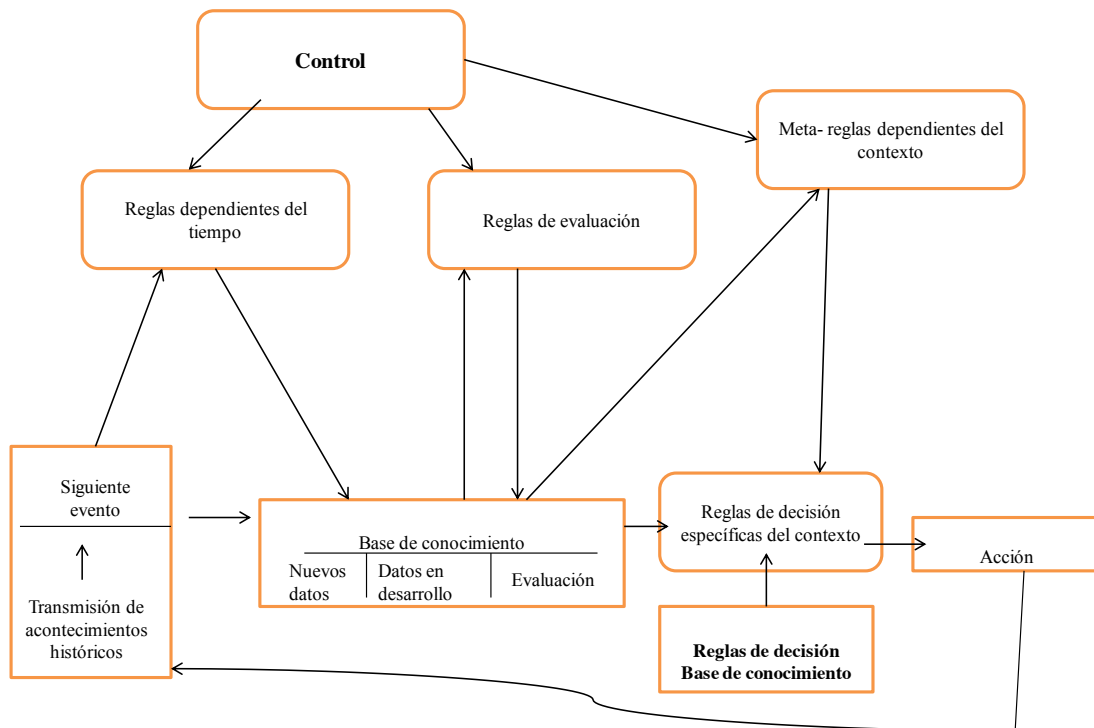 Control
Meta- reglas dependientes del
contexto
Reglas dependientes del
tiempo
Reglas de evaluación
Siguiente
evento
Transmisión de
acontecimientos
históricos
Base de conocimiento
Nuevos
datos
Datos en
desarrollo
Evaluación
Reglas de decisión
específicas del contexto
Acción
Reglas de decisión
Base de conocimiento